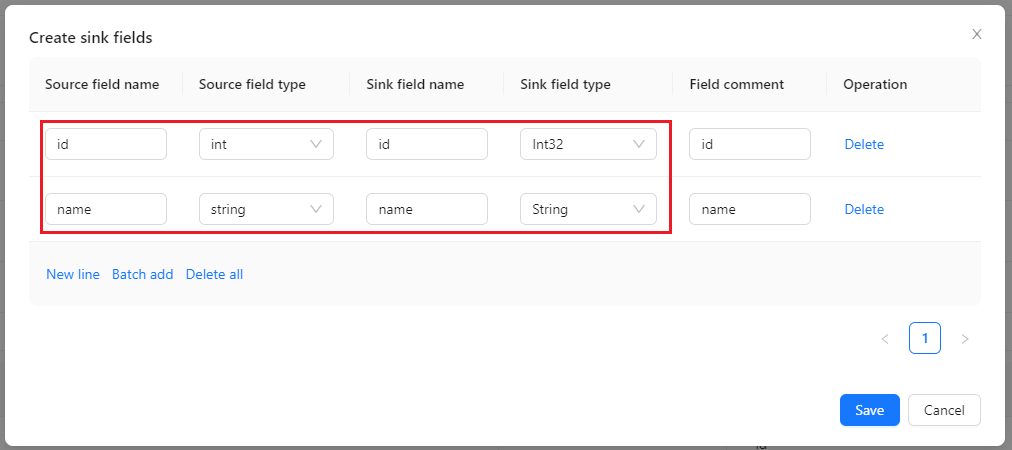 Create sink fields
Source field name Source field type Sink field name Sink field type Field comment Operation
id int id Int32 id Delete
name string name String name Delete
New line Batch add Delete all
1
Save Cancel